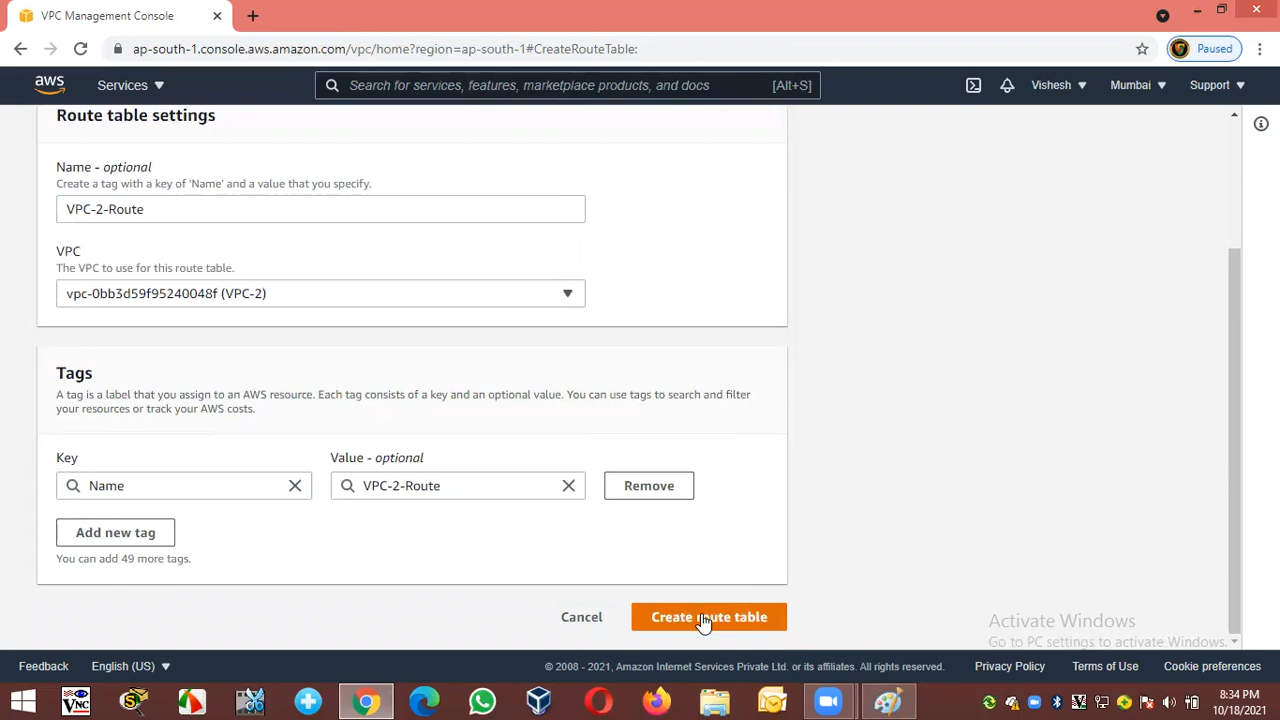 VPC Management Console
ap-south-1.console.aws.amazon.com/vpc/home?region=ap-south-1#CreateRouteTable:
Paused
aws
Services
Search for services, features, marketplace products, and docs
[Alt+S]
Vishesh
Mumbai
Support
Route table settings
Name - optional
Create a tag with a key of 'Name' and a value that you specify.
VPC-2-Route
VPC
The VPC to use for this route table.
vpc-0bb3d59f95240048f (VPC-2)
Tags
A tag is a label that you assign to an AWS resource. Each tag consists of a key and an optional value. You can use tags to search and filter
your resources or track your AWS costs.
Key
Value - optional
Name
VPC-2-Route
Remove
Add new tag
You can add 49 more tags.
Cancel
Create route table
Activate Windows
Go to PC settings to activate Windows.
Feedback
English (US)
© 2008 - 2021, Amazon Internet Services Private Ltd. or its affiliates. All rights reserved.
Privacy Policy
Terms of Use
Cookie preferences
8:34 PM
10/18/2021